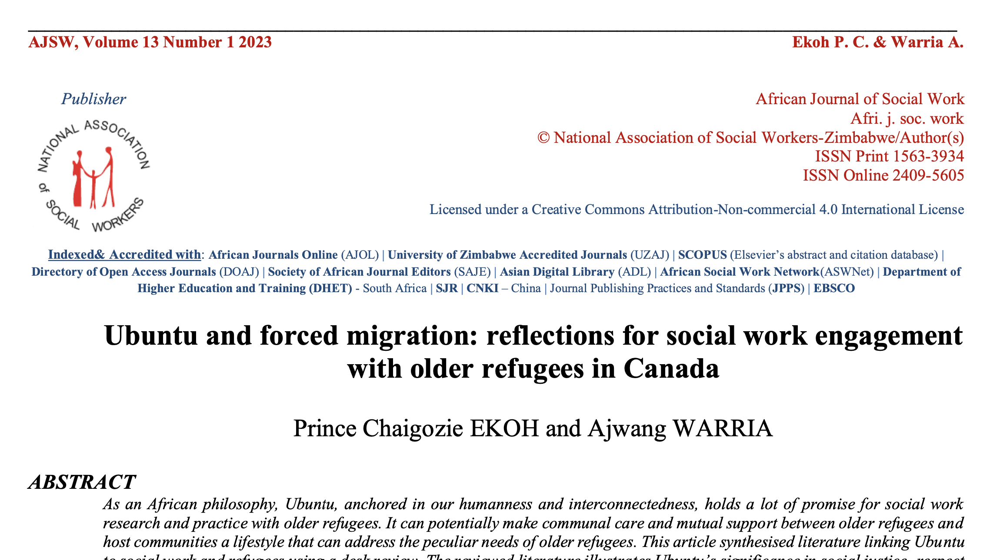 AJSW, Volume 13 Number 1 2023 Ekoh P. C. & Warria A.
Publisher
NATIONAL ASSOCIATION of SOCIAL WORKERS
African Journal of Social Work
Afri. j. soc. work
© National Association of Social Workers-Zimbabwe/Author(s)
ISSN Print 1563-3934
ISSN Online 2409-5605
Licensed under a Creative Commons Attribution-Non-commercial 4.0 International License
Indexed& Accredited with: African Journals Online (AJOL) | University of Zimbabwe Accredited Journals (UZAJ) | SCOPUS (Elsevier’s abstract and citation database) |
Directory of Open Access Journals (DOAJ) | Society of African Journal Editors (SAJE) | Asian Digital Library (ADL) | African Social Work Network(ASWNet) | Department of
Higher Education and Training (DHET) - South Africa | SJR | CNKI – China | Journal Publishing Practices and Standards (JPPS) | EBSCO
Ubuntu and forced migration: reflections for social work engagement
with older refugees in Canada
Prince Chaigozie EKOH and Ajwang WARRIA
ABSTRACT
As an African philosophy, Ubuntu, anchored in our humanness and interconnectedness, holds a lot of promise for social work
research and practice with older refugees. It can potentially make communal care and mutual support between older refugees and
host communities a lifestyle that can address the peculiar needs of older refugees. This article synthesised literature linking Ubuntu
to social work and refugees using a desk review. The reviewed literature illustrates Ubuntu’s significance in social justice, respect